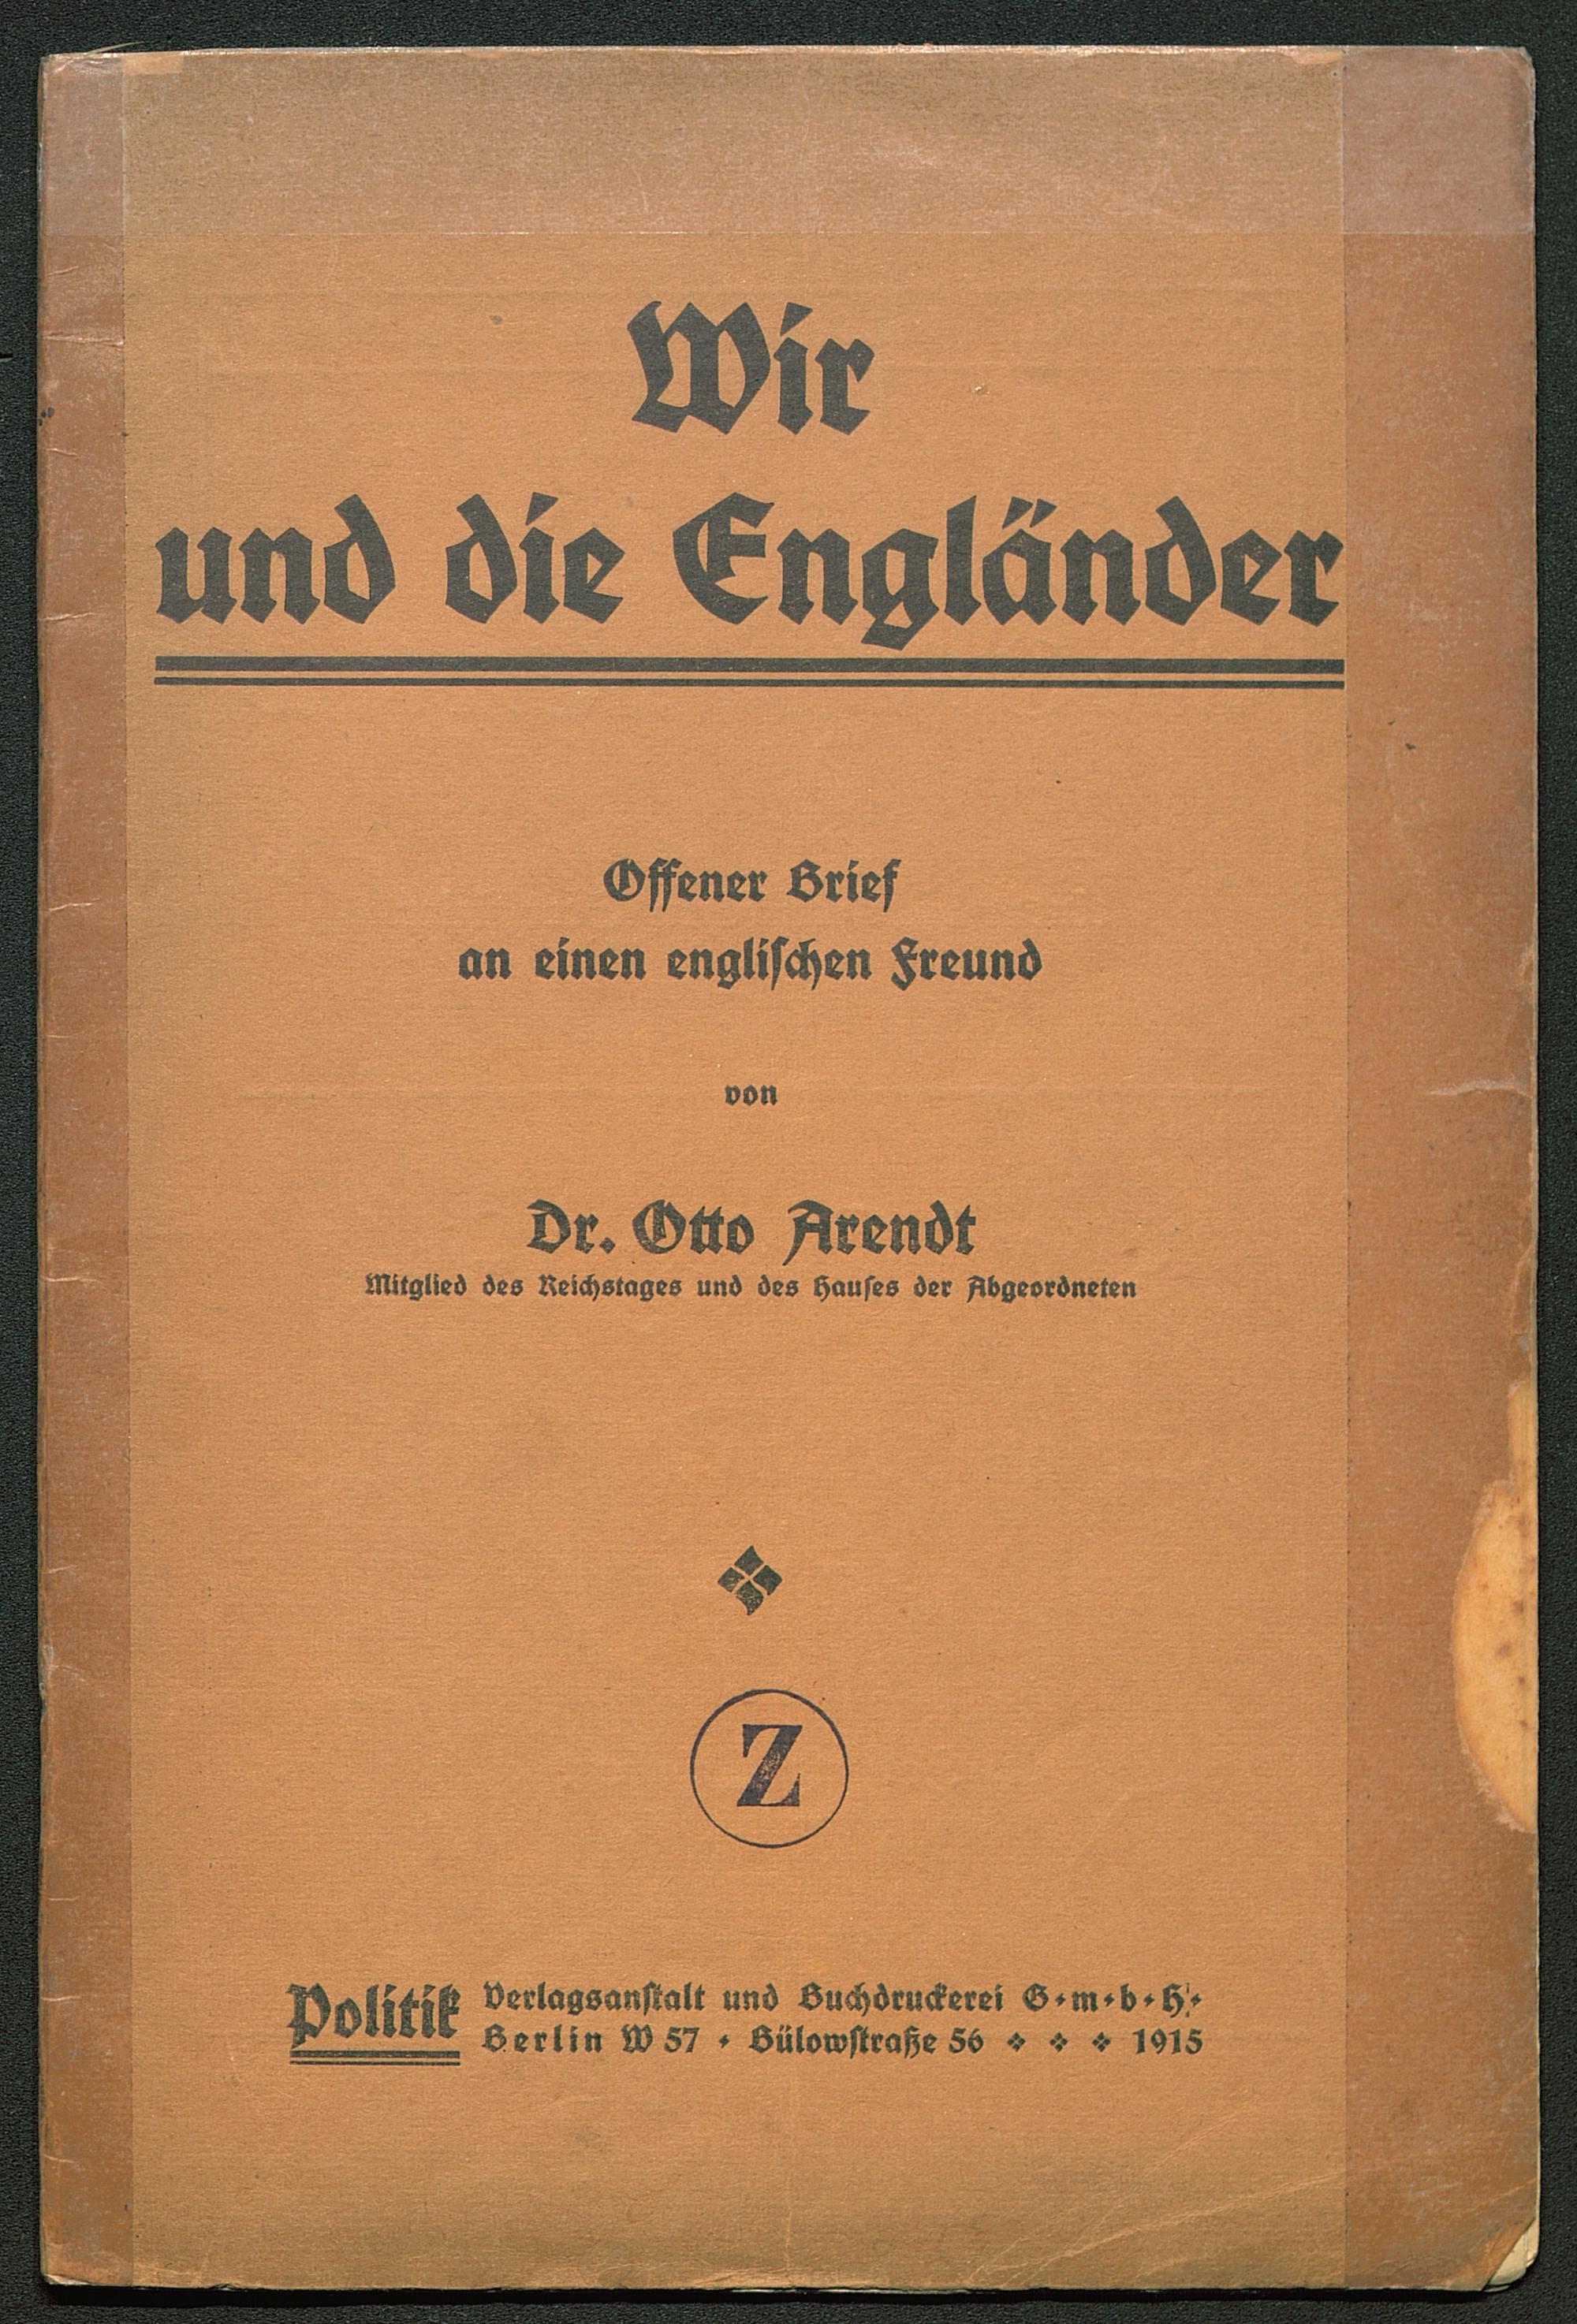 Wir
und die Engländer
Offener Brief
an einen engliſchen Freund
von
Dr. Otto Arendt
Mitglied des Reichstages und des Hauſes der Abgeordneten
Z
Politik
Verlagsanſtalt und Buchdruckerei G·m·b·H·
Berlin W 57 · Bülowſtraße 56 1915